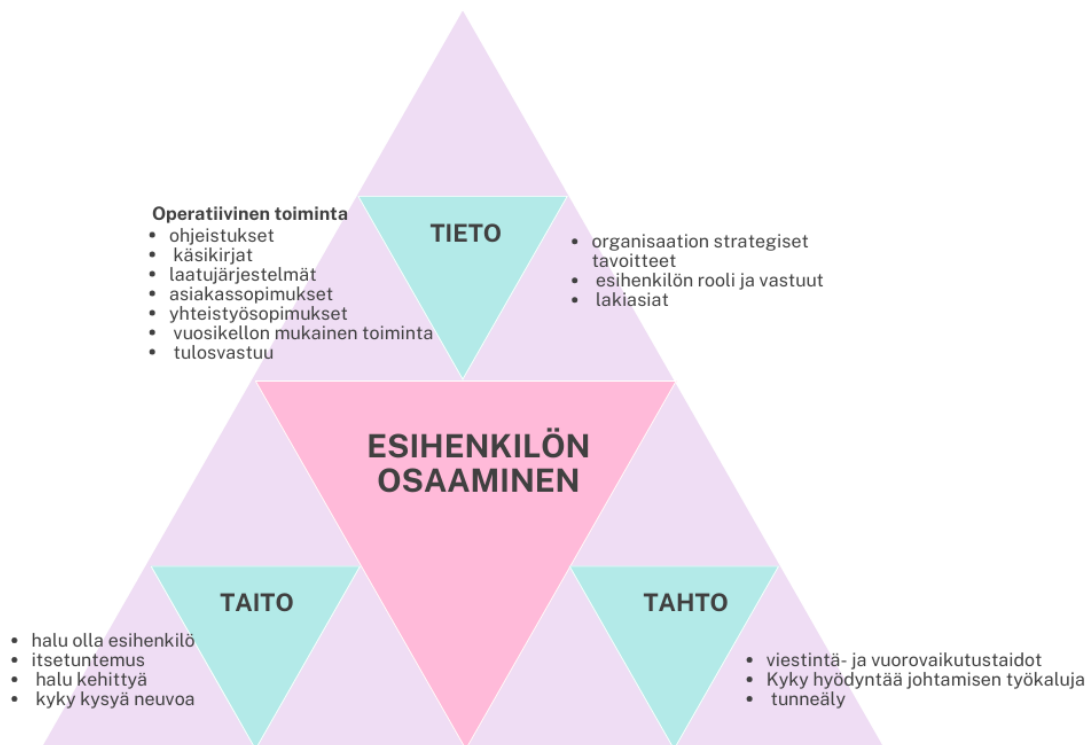 Operatiivinen toiminta
• ohjeistukset
• käsikirjat
• laatujärjestelmät
• asiakassopimukset
• yhteistyösopimukset
• vuosikellon mukainen toiminta
• tulosvastuu
TIETO
• organisaation strategiset
tavoitteet
• esihenkilön rooli ja vastuut
• lakiasiat
ESIHENKILÖN
OSAAMINEN
TAITO
• halu olla esihenkilö
• itsetuntemus
• halu kehittyä
• kyky kysyä neuvoa
TAHTO
• viestintä- ja vuorovaikutustaidot
• Kyky hyödyntää johtamisen työkaluja
• tunneäly